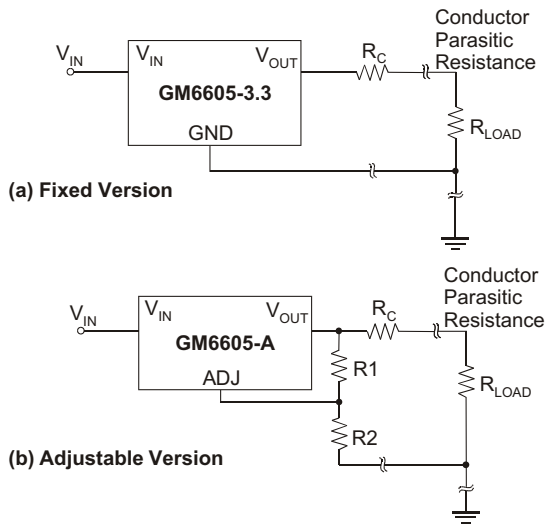 Conductor
Parasitic
Resistance
V_IN
V_IN
V_OUT
R_C
GM6605-3.3
GND
R_LOAD
(a) Fixed Version
Conductor
Parasitic
Resistance
V_IN
V_IN
V_OUT
R_C
GM6605-A
R1
ADJ
R_LOAD
R2
(b) Adjustable Version